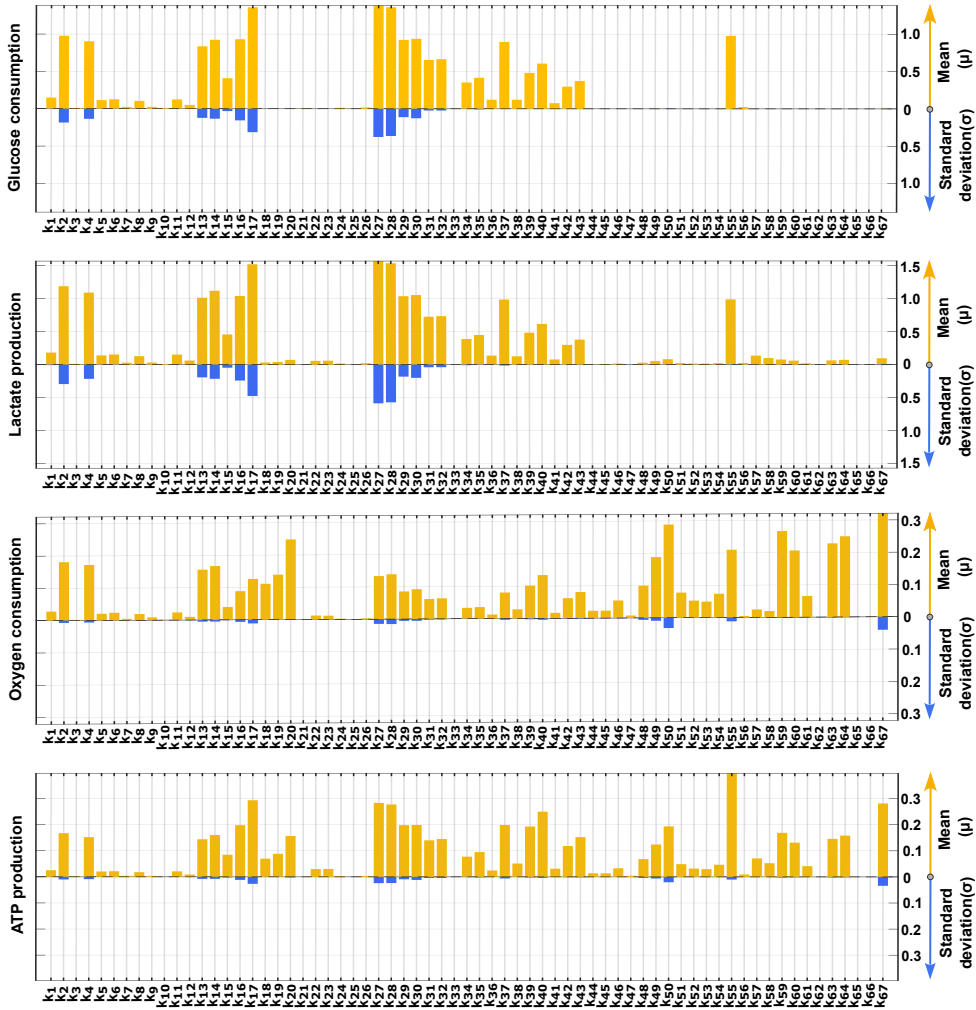 Glucose consumption
1.0
0.5
0
0.5
1.0
Mean
(μ)
Standard
deviation(σ)
k1 k2 k3 k4 k5 k6 k7 k8 k9 k10 k11 k12 k13 k14 k15 k16 k17 k18 k19 k20 k21 k22 k23 k24 k25 k26 k27 k28 k29 k30 k31 k32 k33 k34 k35 k36 k37 k38 k39 k40 k41 k42 k43 k44 k45 k46 k47 k48 k49 k50 k51 k52 k53 k54 k55 k56 k57 k58 k59 k60 k61 k62 k63 k64 k65 k66 k67
Lactate production
1.5
1.0
0.5
0
0.5
1.0
1.5
Mean
(μ)
Standard
deviation(σ)
k1 k2 k3 k4 k5 k6 k7 k8 k9 k10 k11 k12 k13 k14 k15 k16 k17 k18 k19 k20 k21 k22 k23 k24 k25 k26 k27 k28 k29 k30 k31 k32 k33 k34 k35 k36 k37 k38 k39 k40 k41 k42 k43 k44 k45 k46 k47 k48 k49 k50 k51 k52 k53 k54 k55 k56 k57 k58 k59 k60 k61 k62 k63 k64 k65 k66 k67
Oxygen consumption
0.3
0.2
0.1
0
0.1
0.2
0.3
Mean
(μ)
Standard
deviation(σ)
k1 k2 k3 k4 k5 k6 k7 k8 k9 k10 k11 k12 k13 k14 k15 k16 k17 k18 k19 k20 k21 k22 k23 k24 k25 k26 k27 k28 k29 k30 k31 k32 k33 k34 k35 k36 k37 k38 k39 k40 k41 k42 k43 k44 k45 k46 k47 k48 k49 k50 k51 k52 k53 k54 k55 k56 k57 k58 k59 k60 k61 k62 k63 k64 k65 k66 k67
ATP production
0.3
0.2
0.1
0
0.1
0.2
0.3
Mean
(μ)
Standard
deviation(σ)
k1 k2 k3 k4 k5 k6 k7 k8 k9 k10 k11 k12 k13 k14 k15 k16 k17 k18 k19 k20 k21 k22 k23 k24 k25 k26 k27 k28 k29 k30 k31 k32 k33 k34 k35 k36 k37 k38 k39 k40 k41 k42 k43 k44 k45 k46 k47 k48 k49 k50 k51 k52 k53 k54 k55 k56 k57 k58 k59 k60 k61 k62 k63 k64 k65 k66 k67